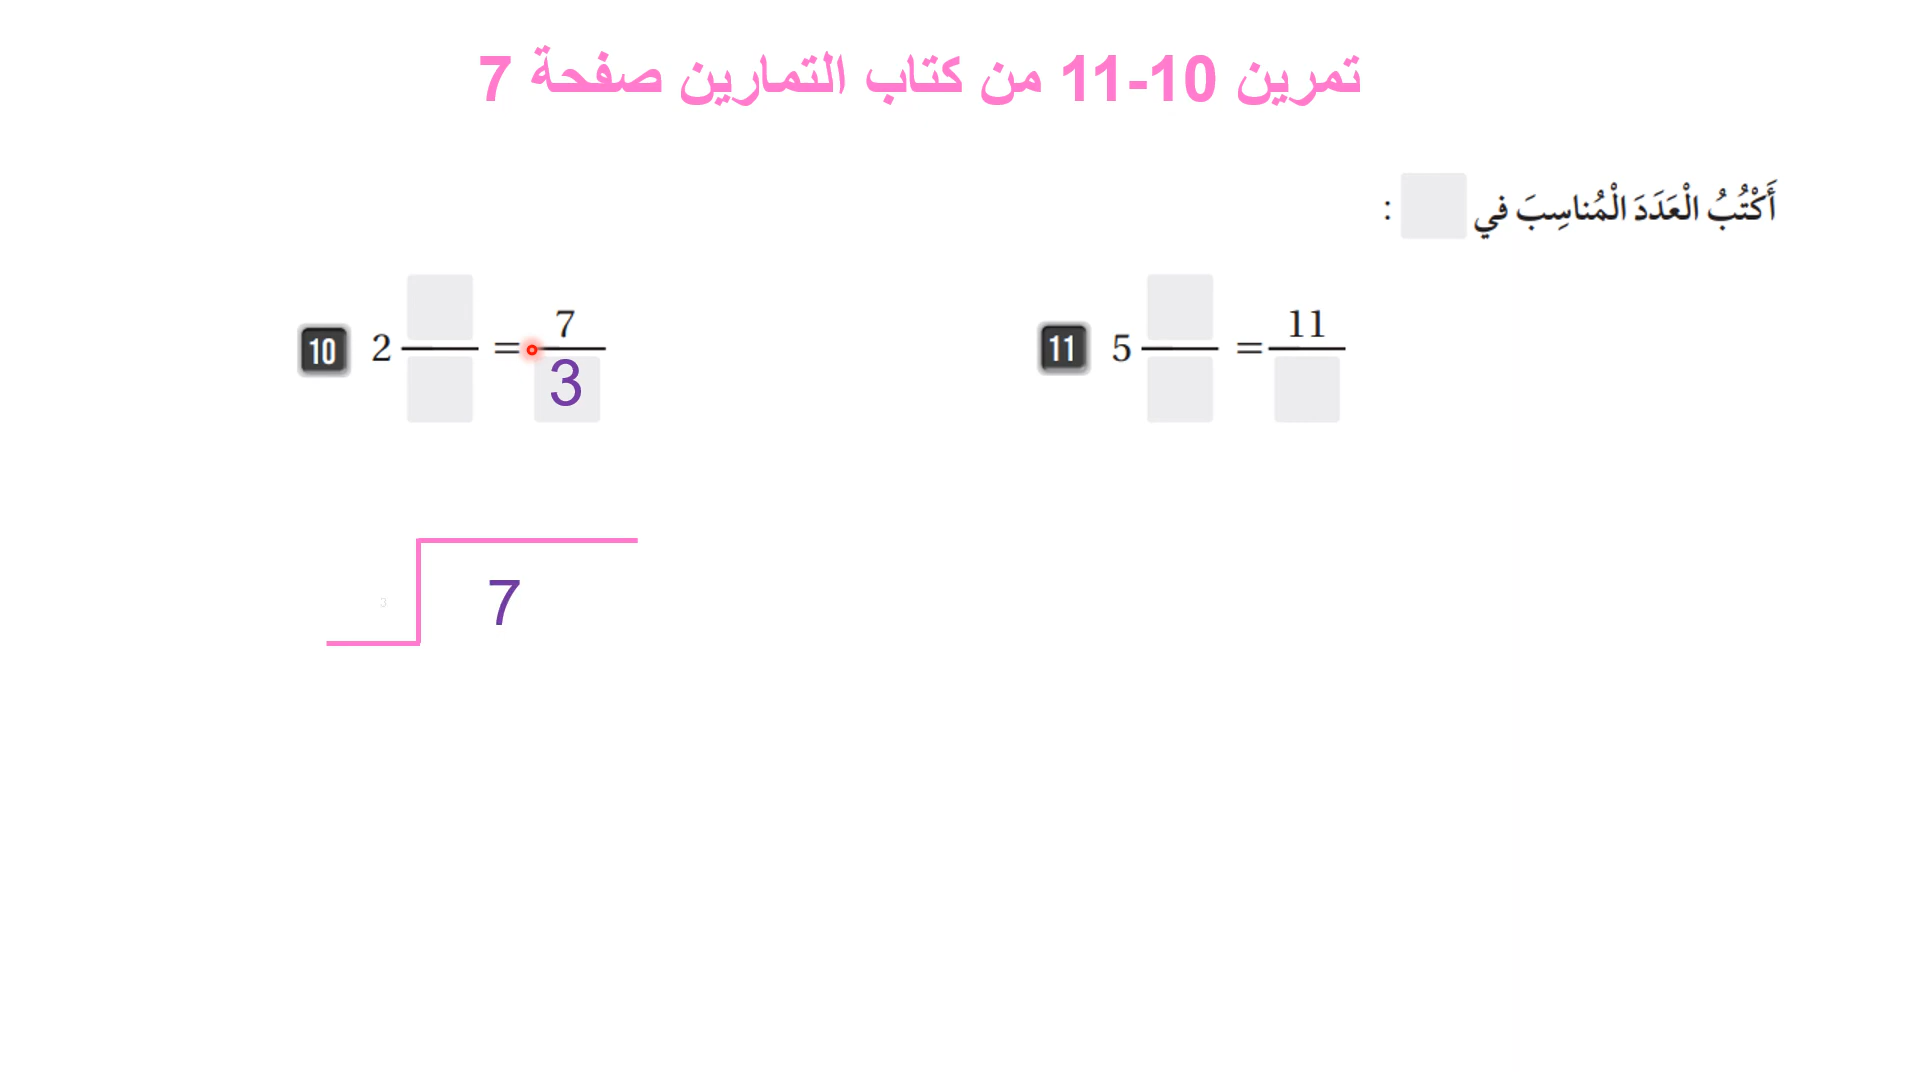 تمرين 10-11 من كتاب التمارين صفحة 7
أَكْتُبُ الْعَدَدَ الْمُناسِبَ في :
10 2 = 7
3
11 5 = 11
3 7